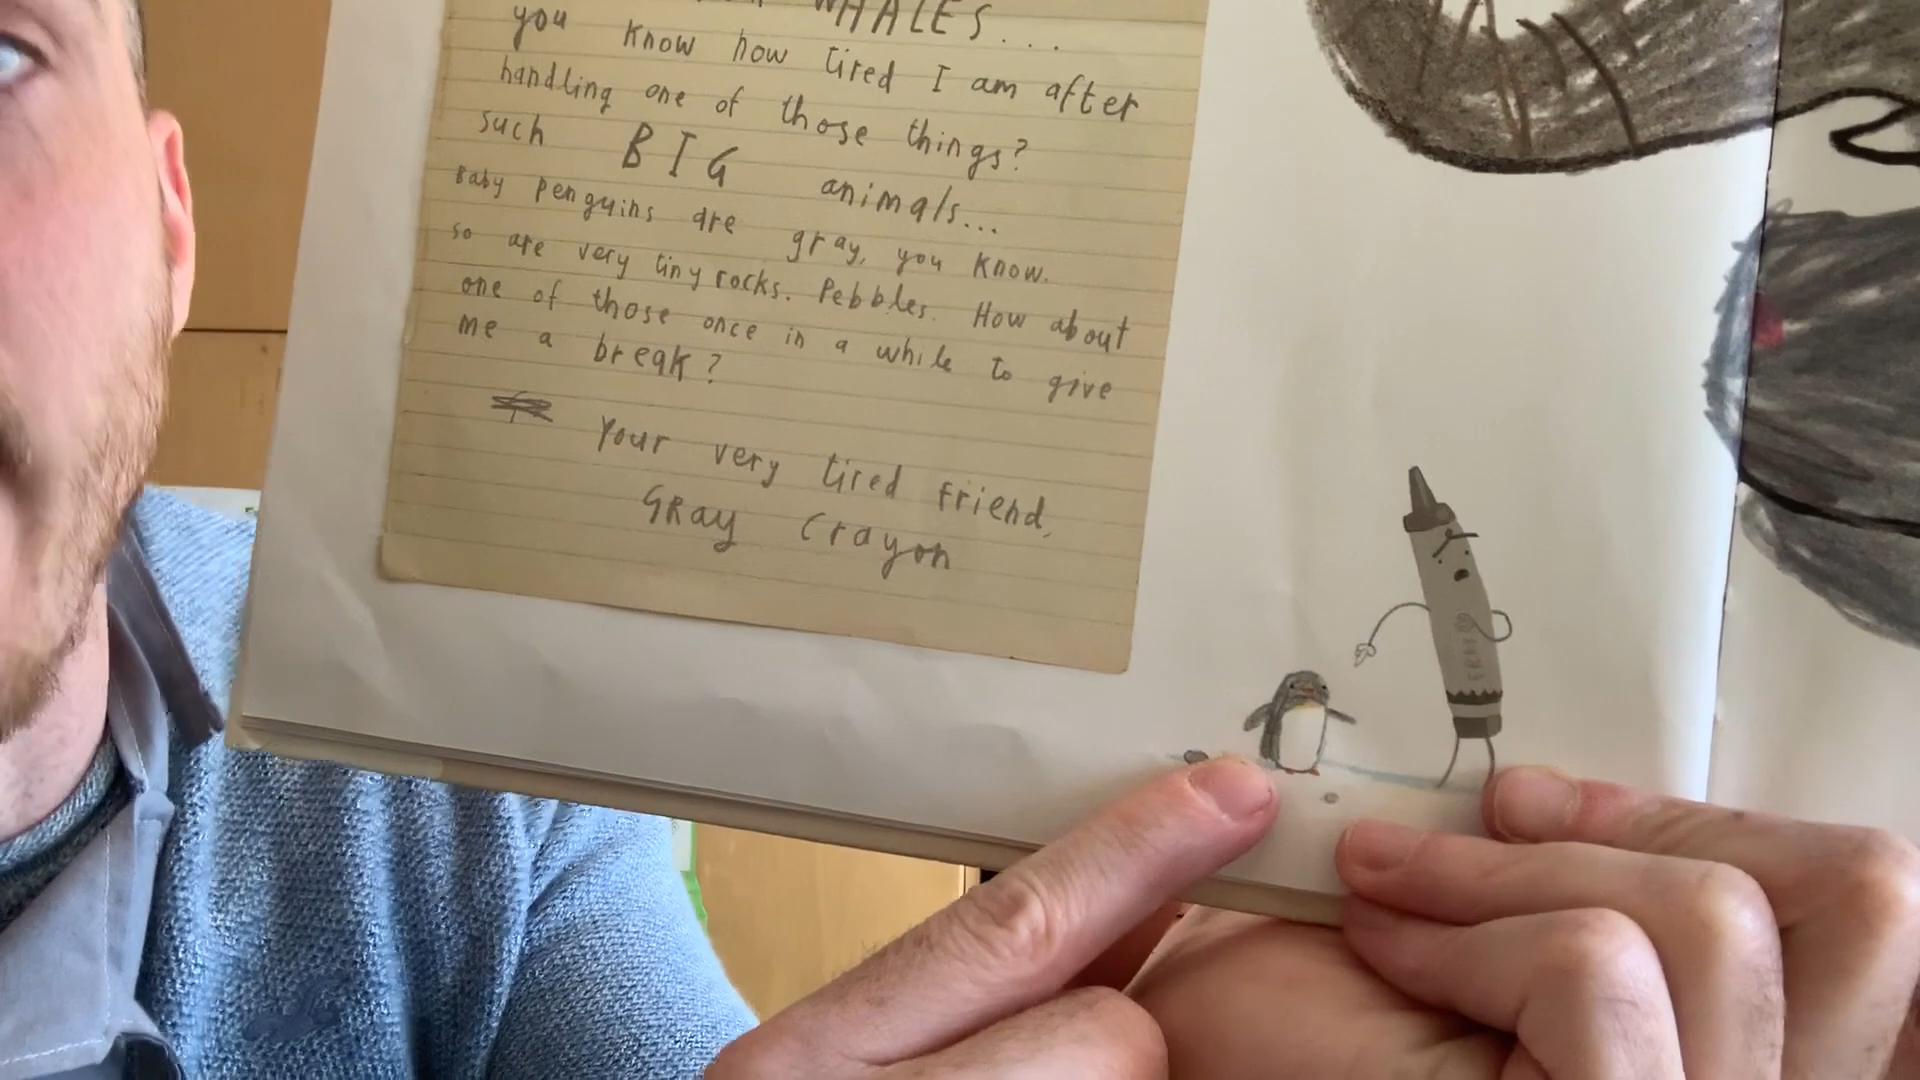 WHALES...
you know how tired I am after
handling one of those things?
such BIG animals...
Baby penguins are gray, you know.
so are very tiny rocks. Pebbles. How about
one of those once in a while to give
me a break?
Your very tired friend,
GRay Crayon
GRAY